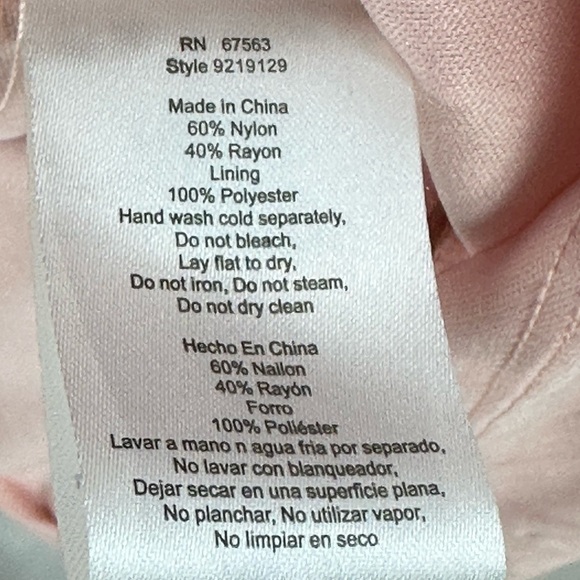 RN 67563
Style 9219129
Made in China
60% Nylon
40% Rayon
Lining
100% Polyester
Hand wash cold separately,
Do not bleach,
Lay flat to dry,
Do not iron, Do not steam,
Do not dry clean
Hecho En China
60% Nailon
40% Rayón
Forro
100% Poliéster
Lavar a mano n agua fria por separado,
No lavar con blanqueador,
Dejar secar en una superficie plana,
No planchar, No utilizar vapor,
No limpiar en seco